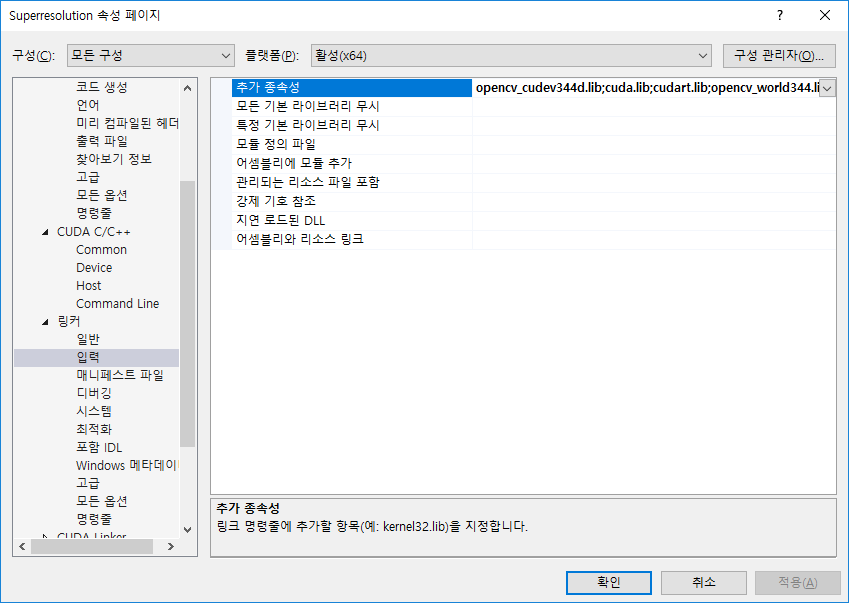 Superresolution 속성 페이지
구성(C): 모든 구성 플랫폼(P): 활성(x64) 구성 관리자(O)...
코드 생성
언어
미리 컴파일된 헤더
출력 파일
찾아보기 정보
고급
모든 옵션
명령줄
CUDA C/C++
Common
Device
Host
Command Line
링커
일반
입력
매니페스트 파일
디버깅
시스템
최적화
포함 IDL
Windows 메타데이
고급
모든 옵션
명령줄
CUDA Linker
추가 종속성 opencv_cudev344d.lib;cuda.lib;cudart.lib;opencv_world344.li
모든 기본 라이브러리 무시
특정 기본 라이브러리 무시
모듈 정의 파일
어셈블리에 모듈 추가
관리되는 리소스 파일 포함
강제 기호 참조
지연 로드된 DLL
어셈블리와 리소스 링크
추가 종속성
링크 명령줄에 추가할 항목(예: kernel32.lib)을 지정합니다.
확인 취소 적용(A)